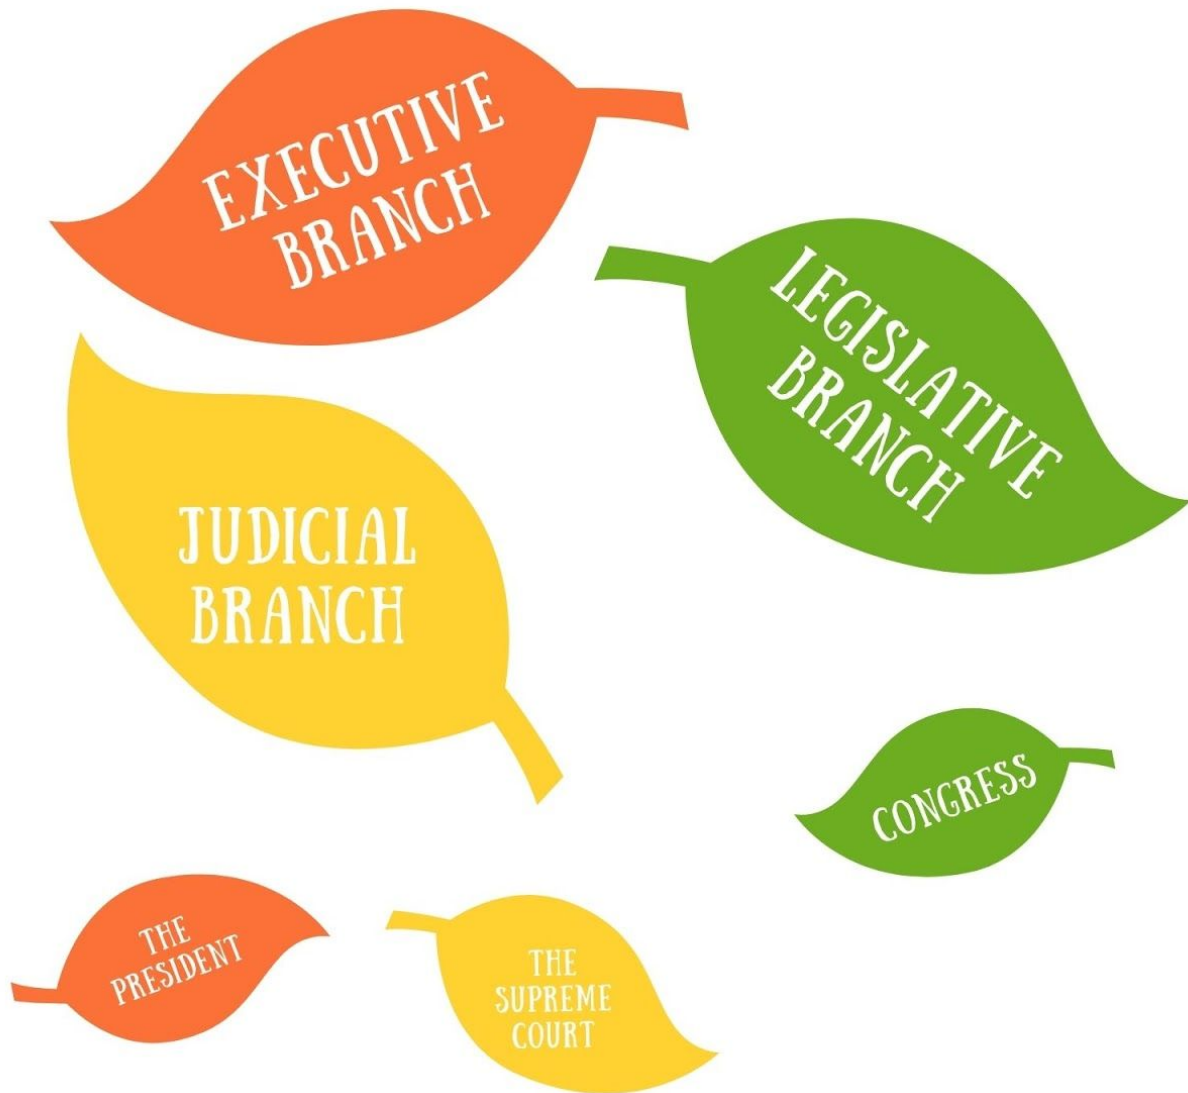 EXECUTIVE
BRANCH
LEGISLATIVE
BRANCH
JUDICIAL
BRANCH
CONGRESS
THE
PRESIDENT
THE
SUPREME
COURT